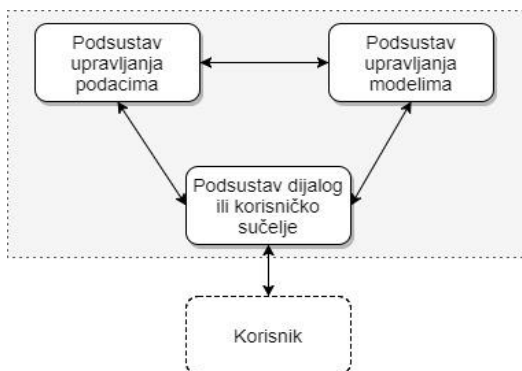 Podsustav
upravljanja
podacima
Podsustav
upravljanja
modelima
Podsustav dijalog
ili korisničko
sučelje
Korisnik